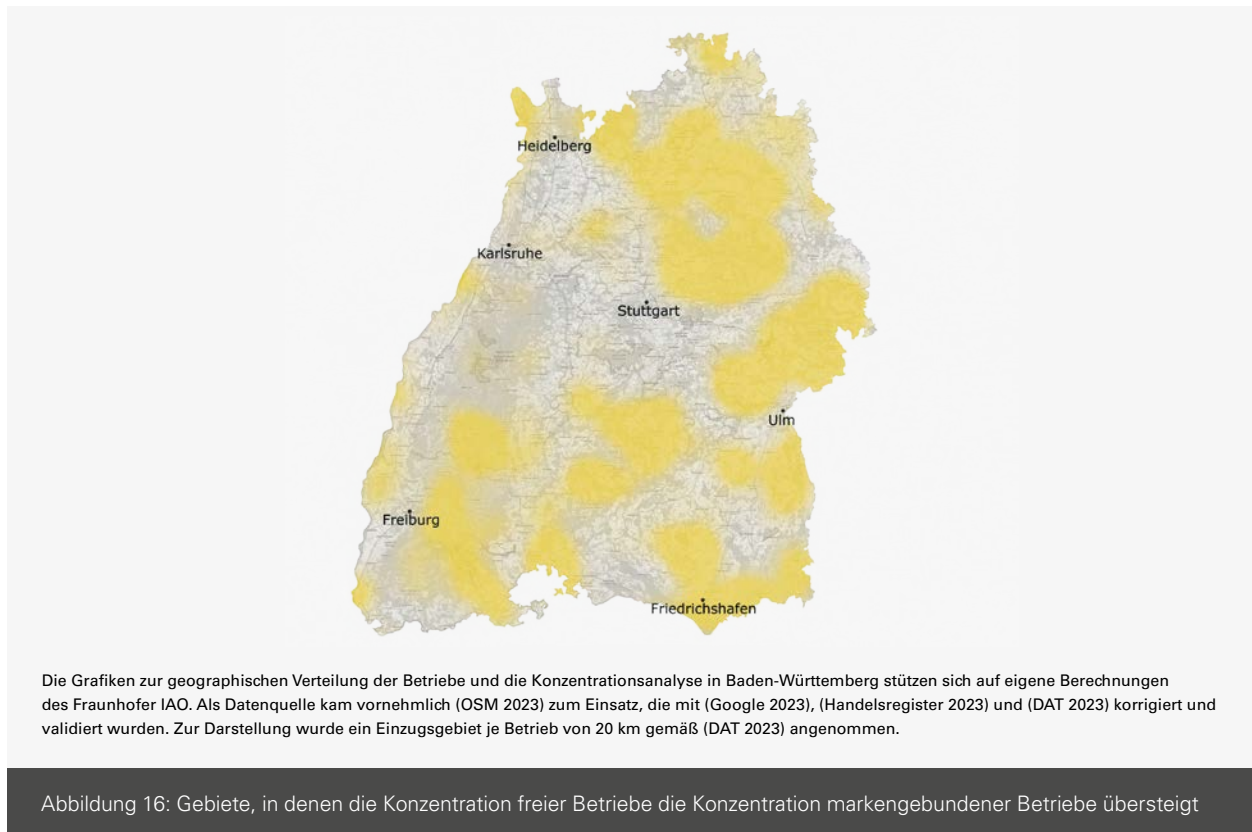 Heidelberg
Karlsruhe
Stuttgart
Ulm
Freiburg
Friedrichshafen
Die Grafiken zur geographischen Verteilung der Betriebe und die Konzentrationsanalyse in Baden-Württemberg stützen sich auf eigene Berechnungen
des Fraunhofer IAO. Als Datenquelle kam vornehmlich (OSM 2023) zum Einsatz, die mit (Google 2023), (Handelsregister 2023) und (DAT 2023) korrigiert und
validiert wurden. Zur Darstellung wurde ein Einzugsgebiet je Betrieb von 20 km gemäß (DAT 2023) angenommen.
Abbildung 16: Gebiete, in denen die Konzentration freier Betriebe die Konzentration markengebundener Betriebe übersteigt